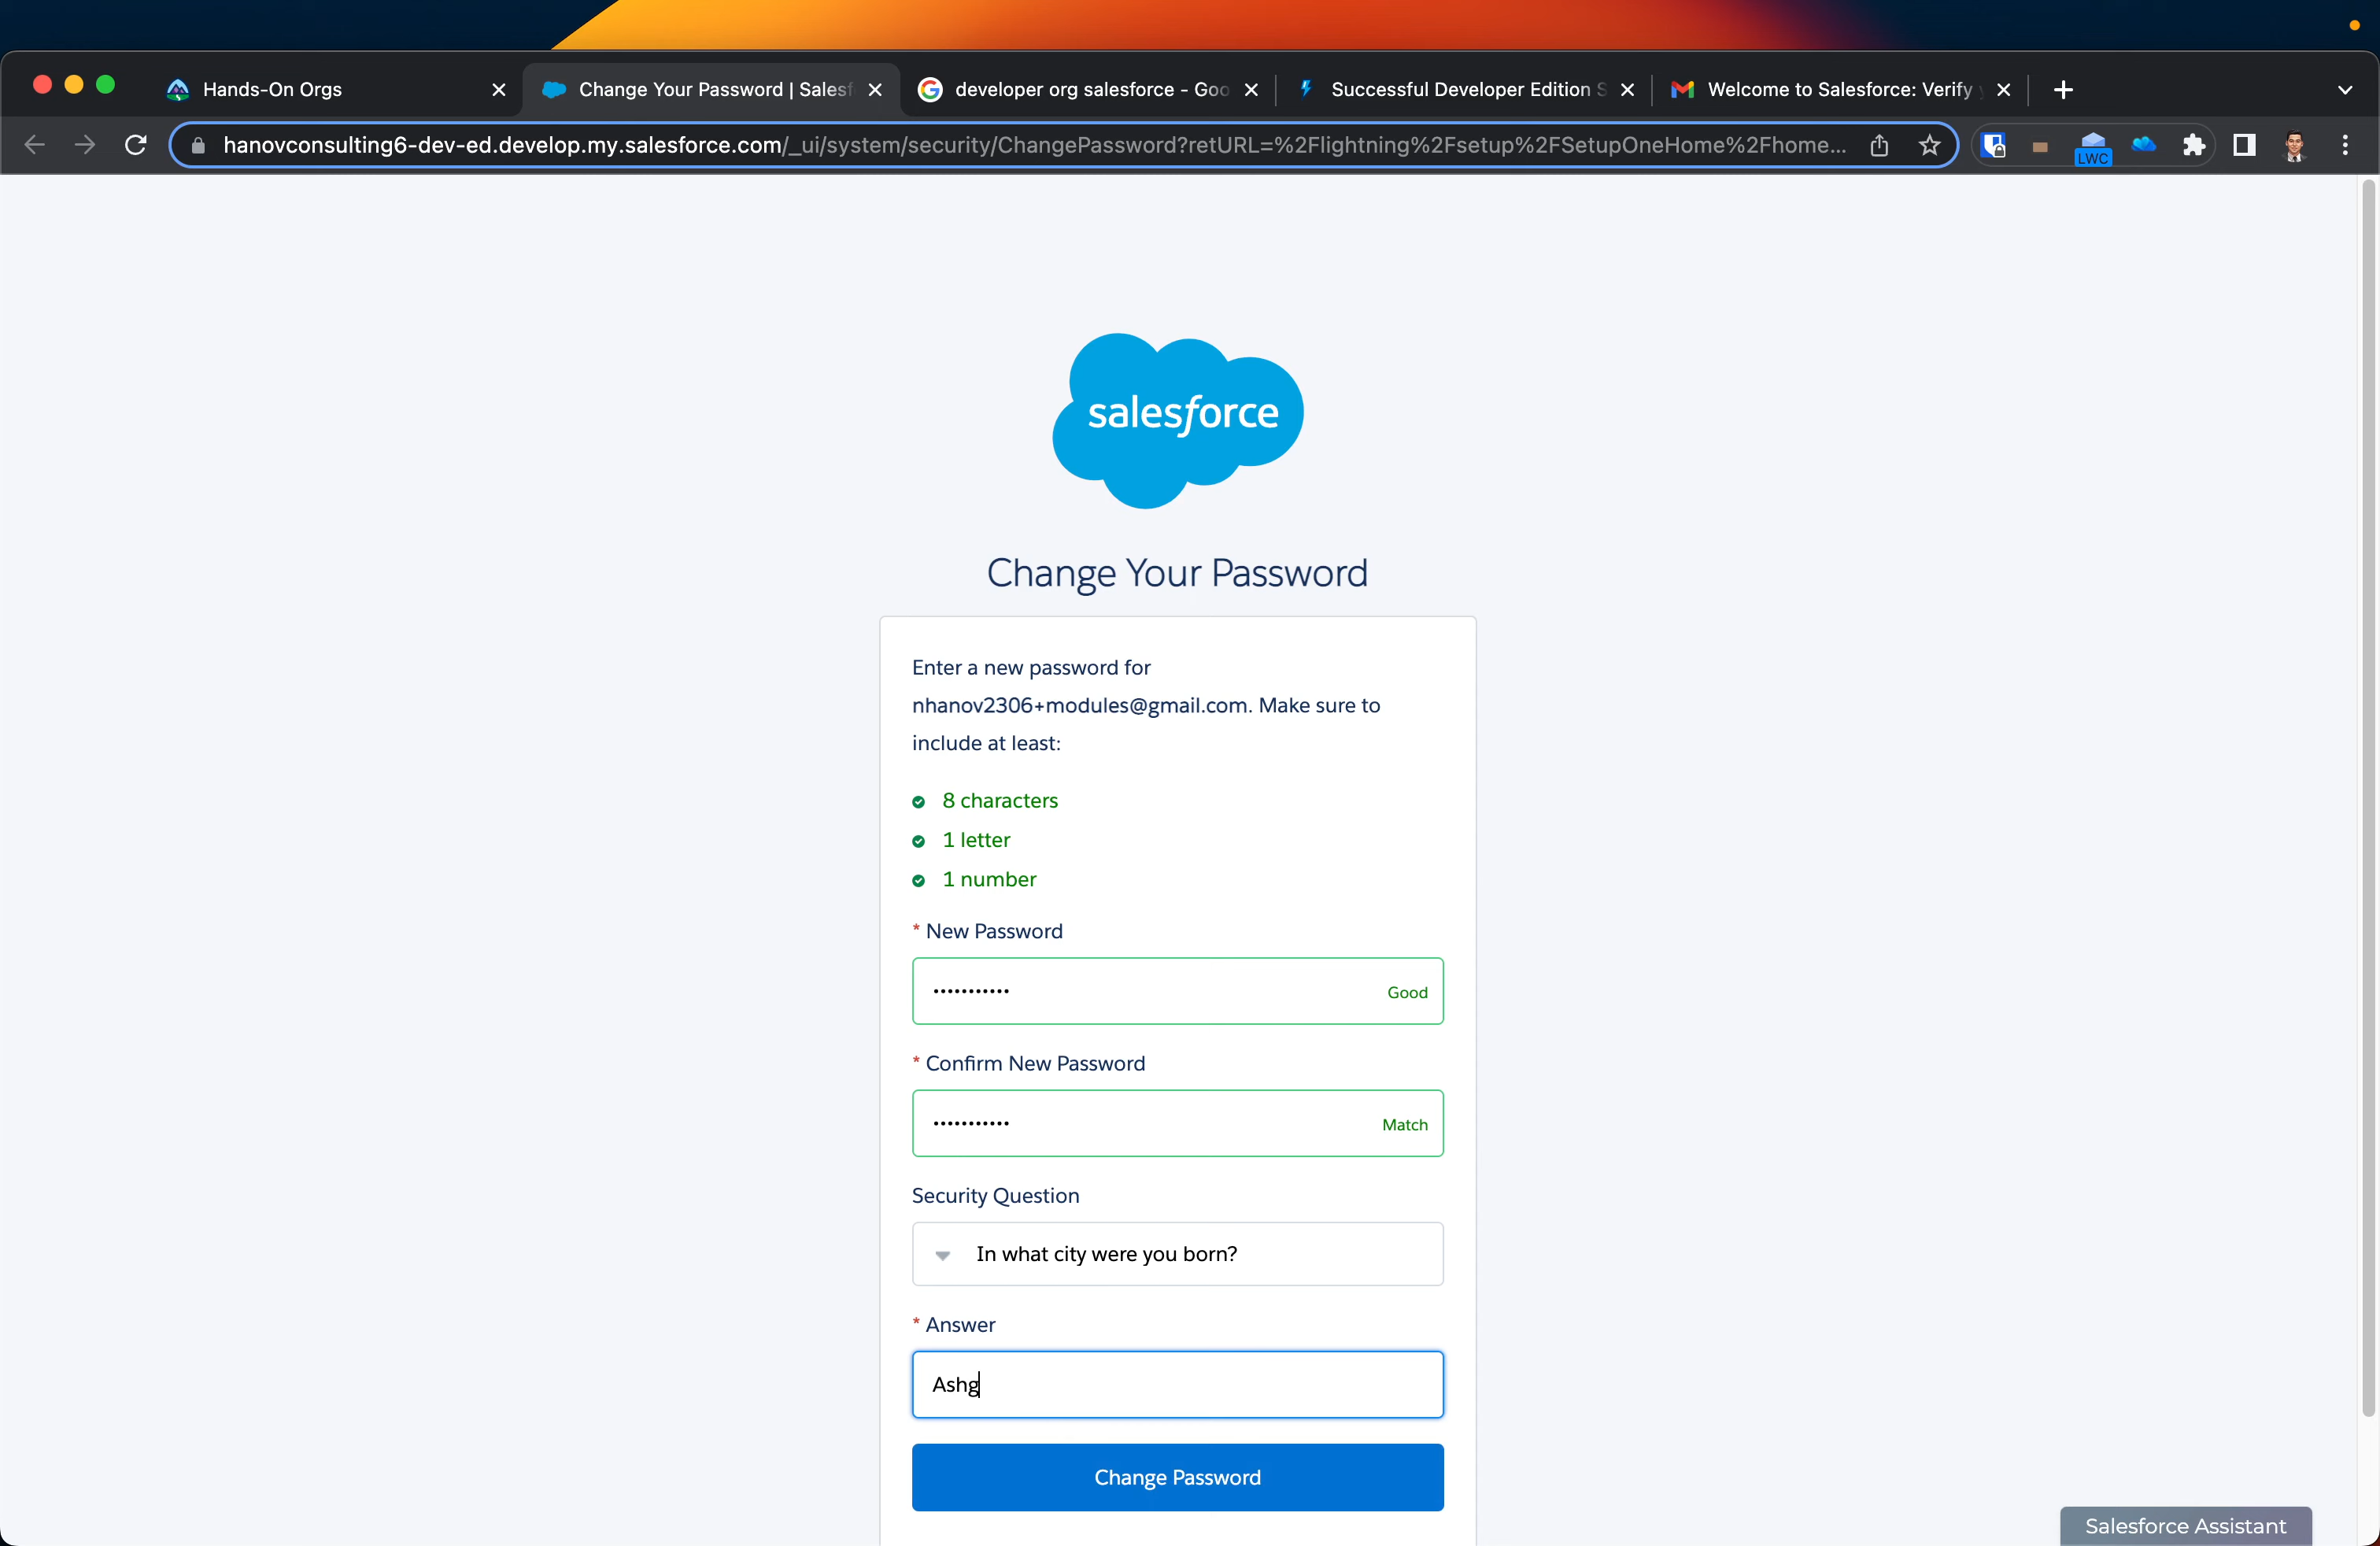 Hands-On Orgs
Change Your Password | Salesf
developer org salesforce - Goo
Successful Developer Edition S
Welcome to Salesforce: Verify y
hanovconsulting6-dev-ed.develop.my.salesforce.com/_ui/system/security/ChangePassword?retURL=%2Flightning%2Fsetup%2FSetupOneHome%2Fhome...
LWC
salesforce
Change Your Password
Enter a new password for
nhanov2306+modules@gmail.com. Make sure to
include at least:
8 characters
1 letter
1 number
* New Password
Good
* Confirm New Password
Match
Security Question
In what city were you born?
* Answer
Ashg
Change Password
Salesforce Assistant